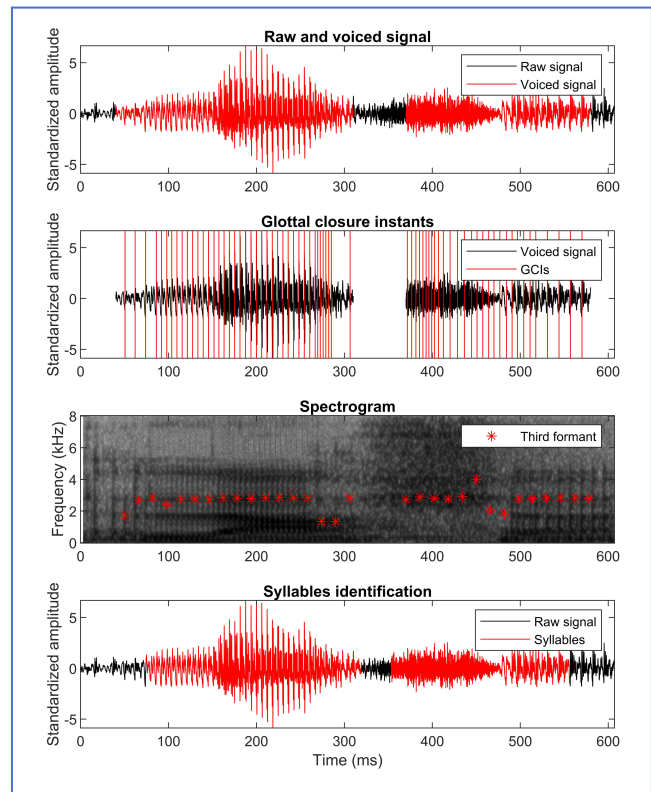 Raw and voiced signal
Standardized amplitude
5
0
-5
Raw signal
Voiced signal
0 100 200 300 400 500 600
Glottal closure instants
Standardized amplitude
5
0
-5
Voiced signal
GCIs
0 100 200 300 400 500 600
Spectrogram
Frequency (kHz)
8
6
4
2
0
Third formant
0 100 200 300 400 500 600
Syllables identification
Standardized amplitude
5
0
-5
Raw signal
Syllables
0 100 200 300 400 500 600
Time (ms)